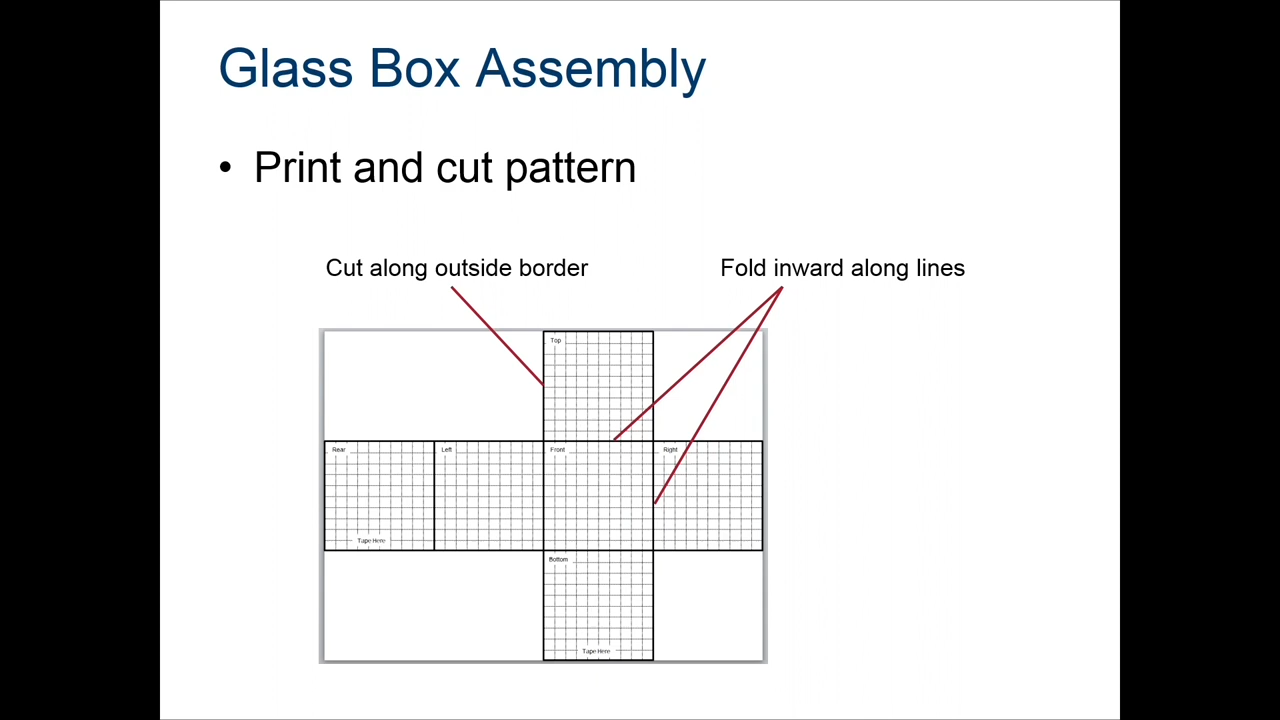 Glass Box Assembly
• Print and cut pattern
Cut along outside border
Fold inward along lines
Top
Rear
Left
Front
Right
Tape Here
Bottom
Tape Here